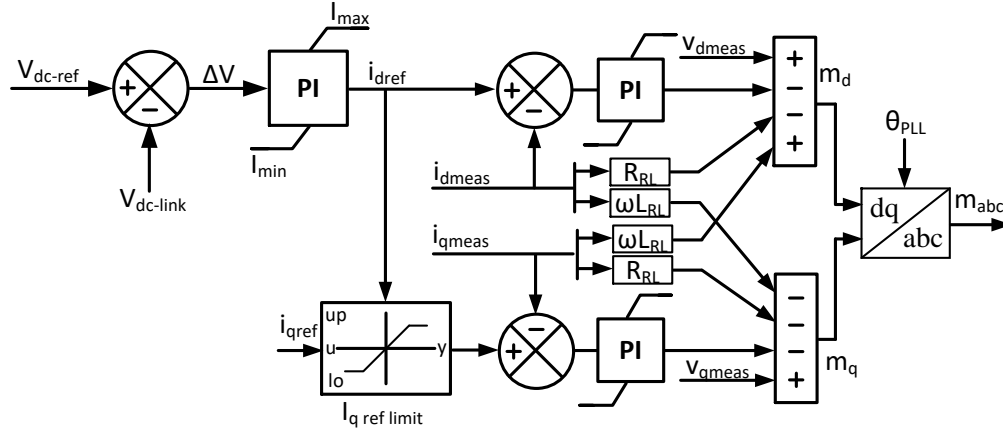 I_max
V_dc-ref
+
−
ΔV
PI
I_min
V_dc-link
i_dref
+
−
PI
v_dmeas
+
−
−
+
m_d
i_dmeas
R_RL
ωL_RL
i_qmeas
ωL_RL
R_RL
θ_PLL
dq
abc
m_abc
i_qref
up
u
y
lo
I_q ref limit
−
+
PI
v_qmeas
−
−
+
m_q